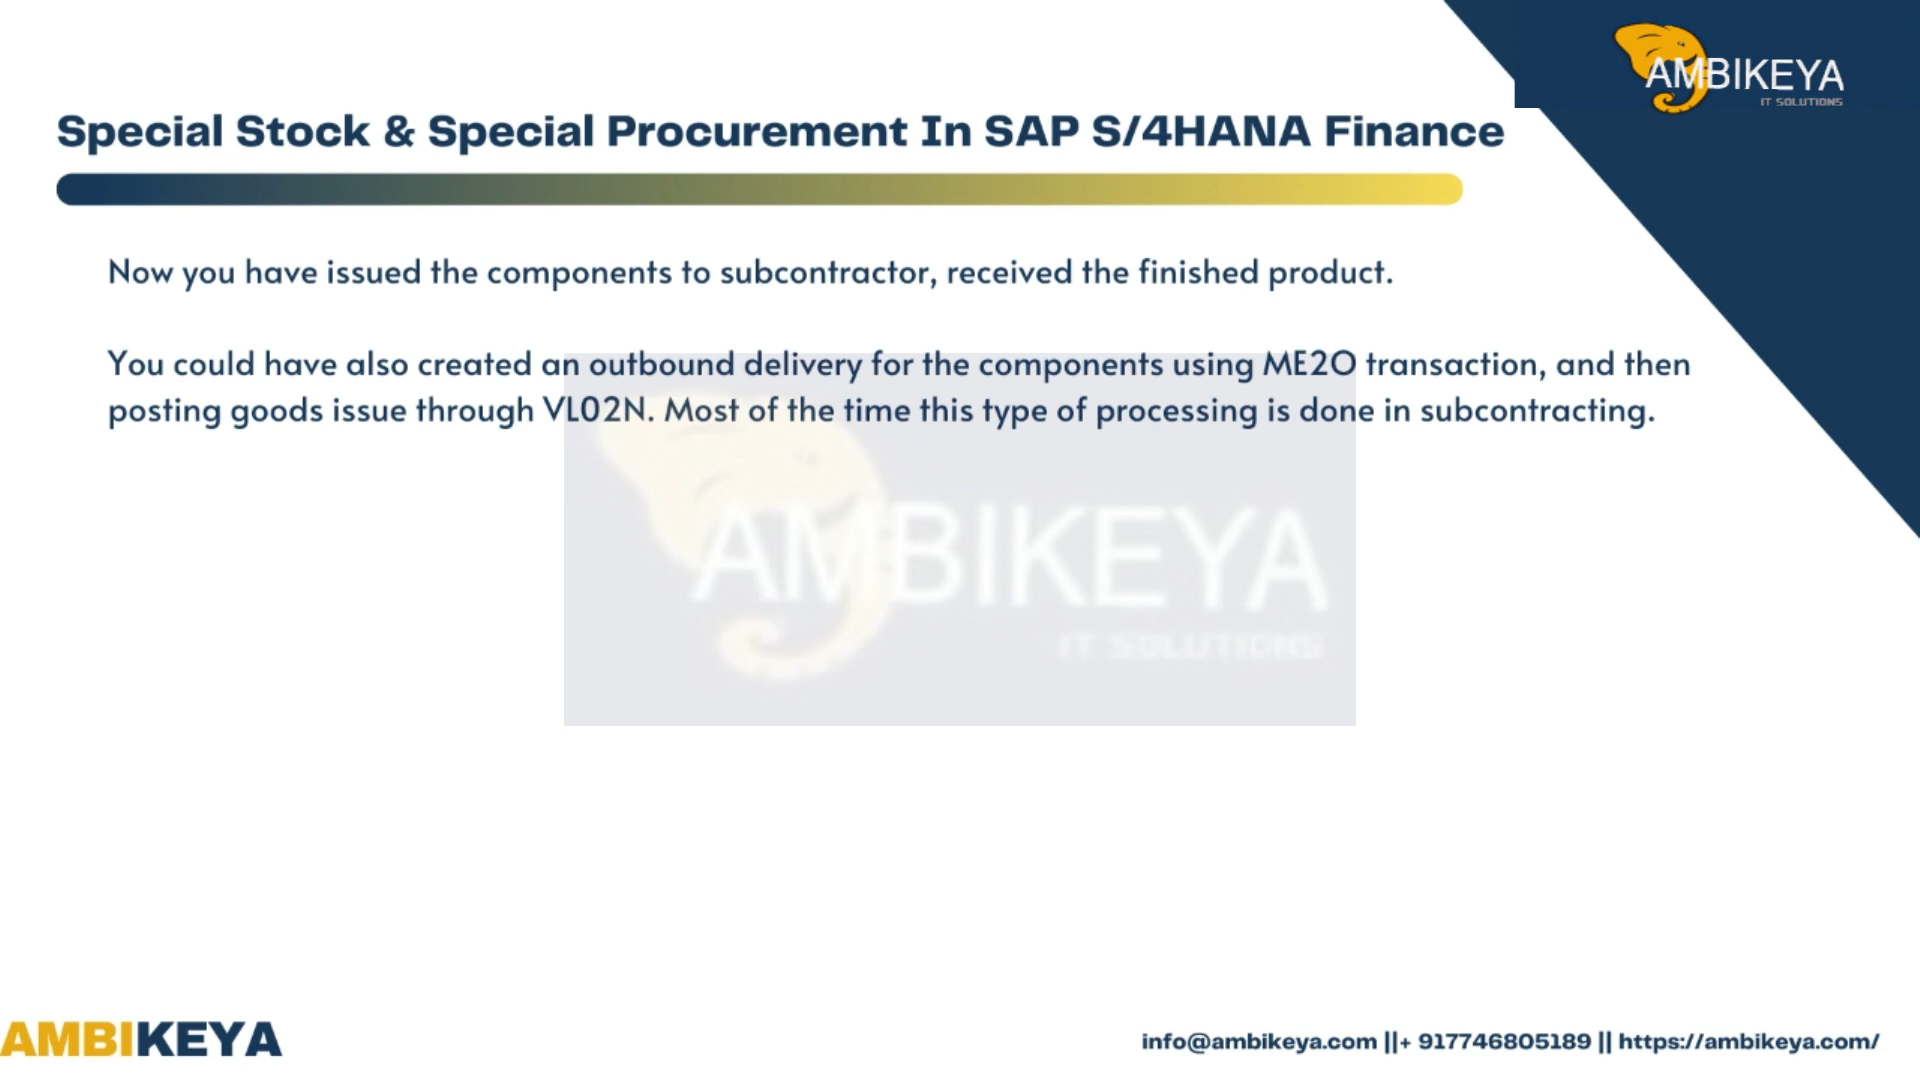 AMBIKEYA
IT SOLUTIONS
Special Stock & Special Procurement In SAP S/4HANA Finance
Now you have issued the components to subcontractor, received the finished product.
You could have also created an outbound delivery for the components using ME2O transaction, and then
posting goods issue through VL02N. Most of the time this type of processing is done in subcontracting.
AMBIKEYA
IT SOLUTIONS
AMBIKEYA
info@ambikeya.com ||+ 917746805189 || https://ambikeya.com/